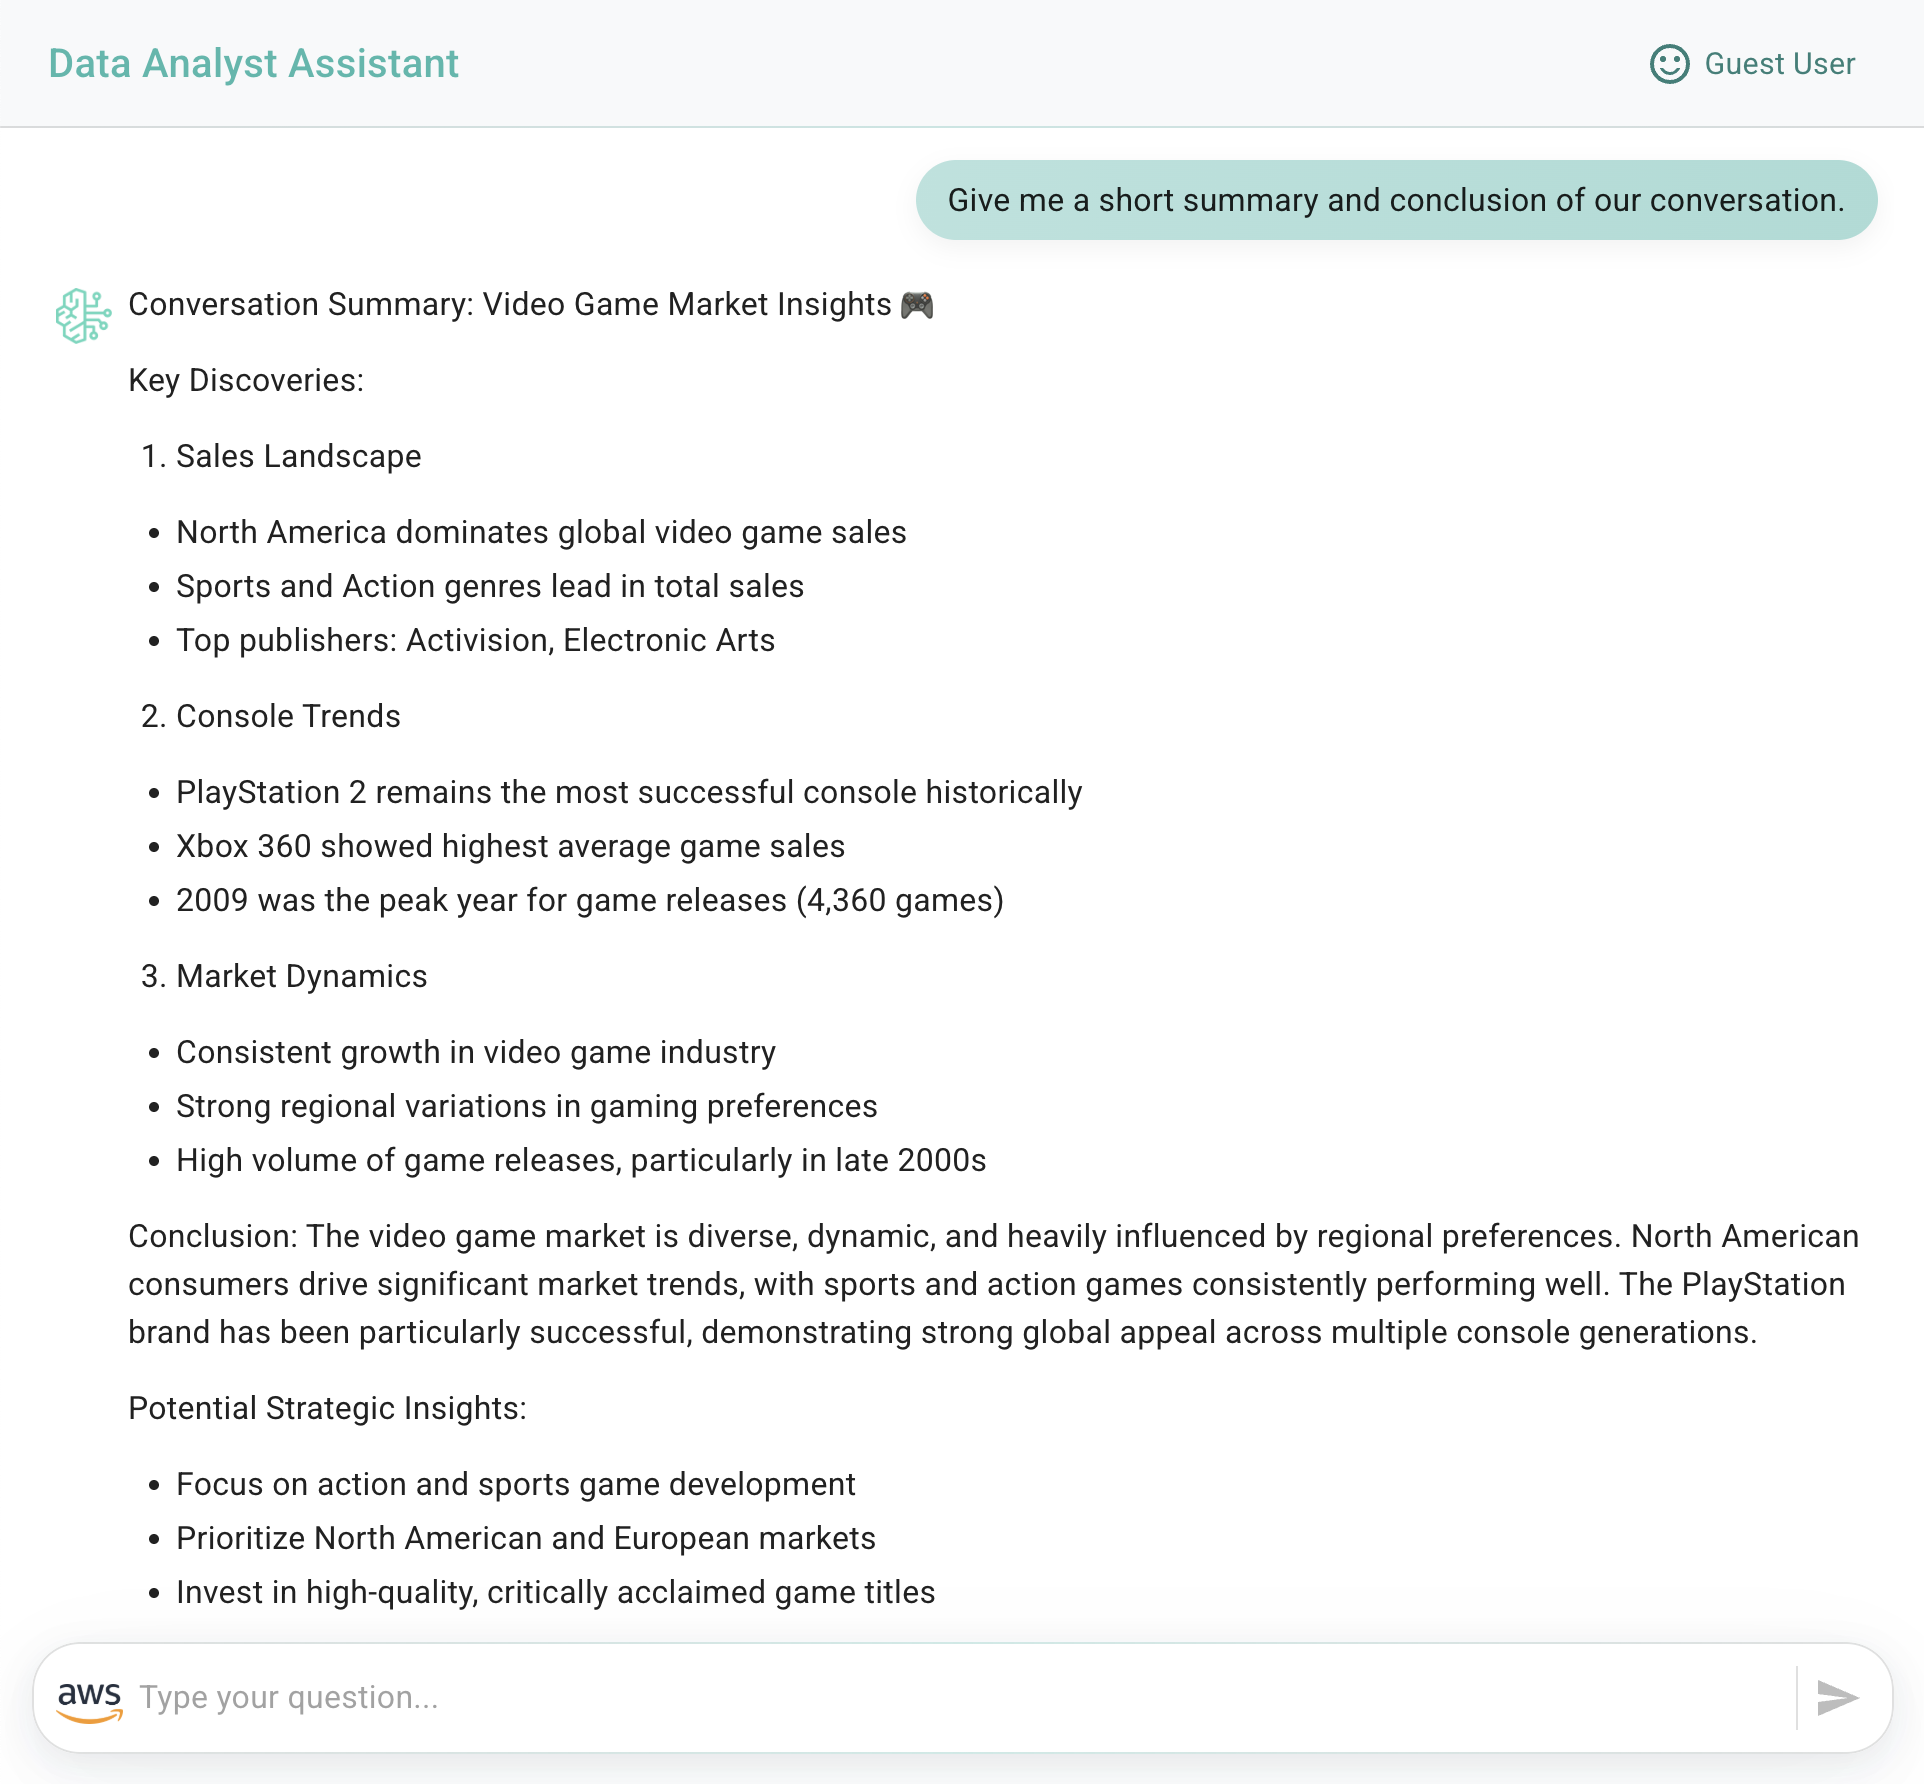 Data Analyst Assistant
Guest User
Give me a short summary and conclusion of our conversation.
Conversation Summary: Video Game Market Insights 🎮
Key Discoveries:
1. Sales Landscape
• North America dominates global video game sales
• Sports and Action genres lead in total sales
• Top publishers: Activision, Electronic Arts
2. Console Trends
• PlayStation 2 remains the most successful console historically
• Xbox 360 showed highest average game sales
• 2009 was the peak year for game releases (4,360 games)
3. Market Dynamics
• Consistent growth in video game industry
• Strong regional variations in gaming preferences
• High volume of game releases, particularly in late 2000s
Conclusion: The video game market is diverse, dynamic, and heavily influenced by regional preferences. North American
consumers drive significant market trends, with sports and action games consistently performing well. The PlayStation
brand has been particularly successful, demonstrating strong global appeal across multiple console generations.
Potential Strategic Insights:
• Focus on action and sports game development
• Prioritize North American and European markets
• Invest in high-quality, critically acclaimed game titles
aws Type your question...